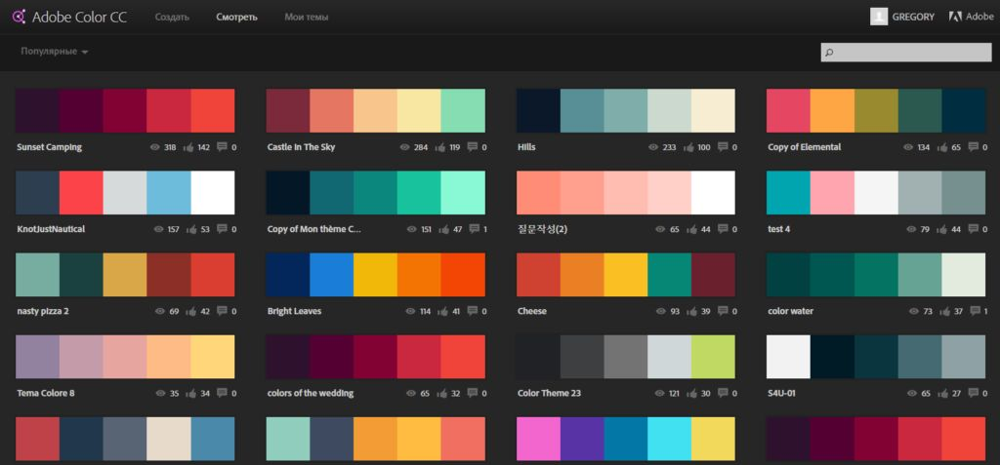 Adobe Color CC Создать Смотреть Мои темы GREGORY Adobe
Популярные
Sunset Camping 318 142 0 Castle In The Sky 284 119 0 Hills 233 100 0 Copy of Elemental 134 65 0
KnotJustNautical 157 53 0 Copy of Mon thème C... 151 47 1 질문작성(2) 65 44 0 test 4 79 44 0
nasty pizza 2 69 42 0 Bright Leaves 114 41 0 Cheese 93 39 0 color water 73 37 1
Tema Colore 8 35 34 0 colors of the wedding 65 32 0 Color Theme 23 121 30 0 S4U-01 65 27 0